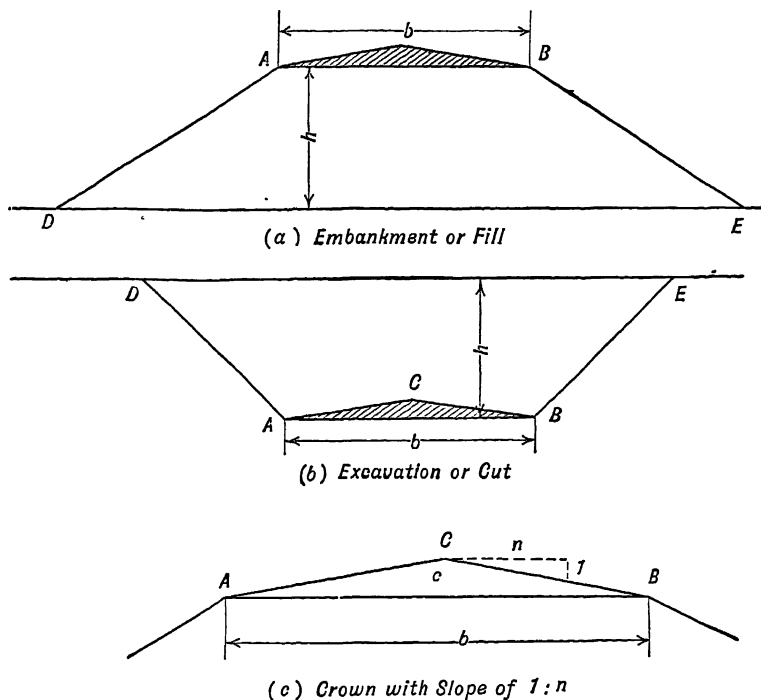 b
A B
h
D E
(a) Embankment or Fill
D E
h
C
A B
b
(b) Excavation or Cut
C n
1
A c B
b
(c) Crown with Slope of 1:n